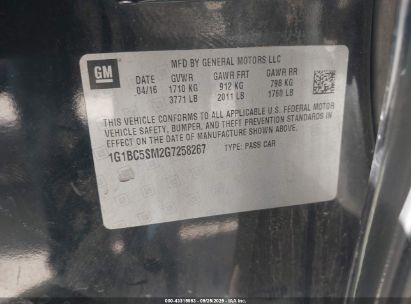 GM
MFD BY GENERAL MOTORS LLC
DATE GVWR GAWR FRT GAWR RR
04/16 1710 KG 912 KG 798 KG
3771 LB 2011 LB 1760 LB
THIS VEHICLE CONFORMS TO ALL APPLICABLE U.S. FEDERAL MOTOR
VEHICLE SAFETY, BUMPER, AND THEFT PREVENTION STANDARDS IN
EFFECT ON THE DATE OF MANUFACTURE SHOWN ABOVE.
1G1BC5SM2G7258267 TYPE: PASS CAR